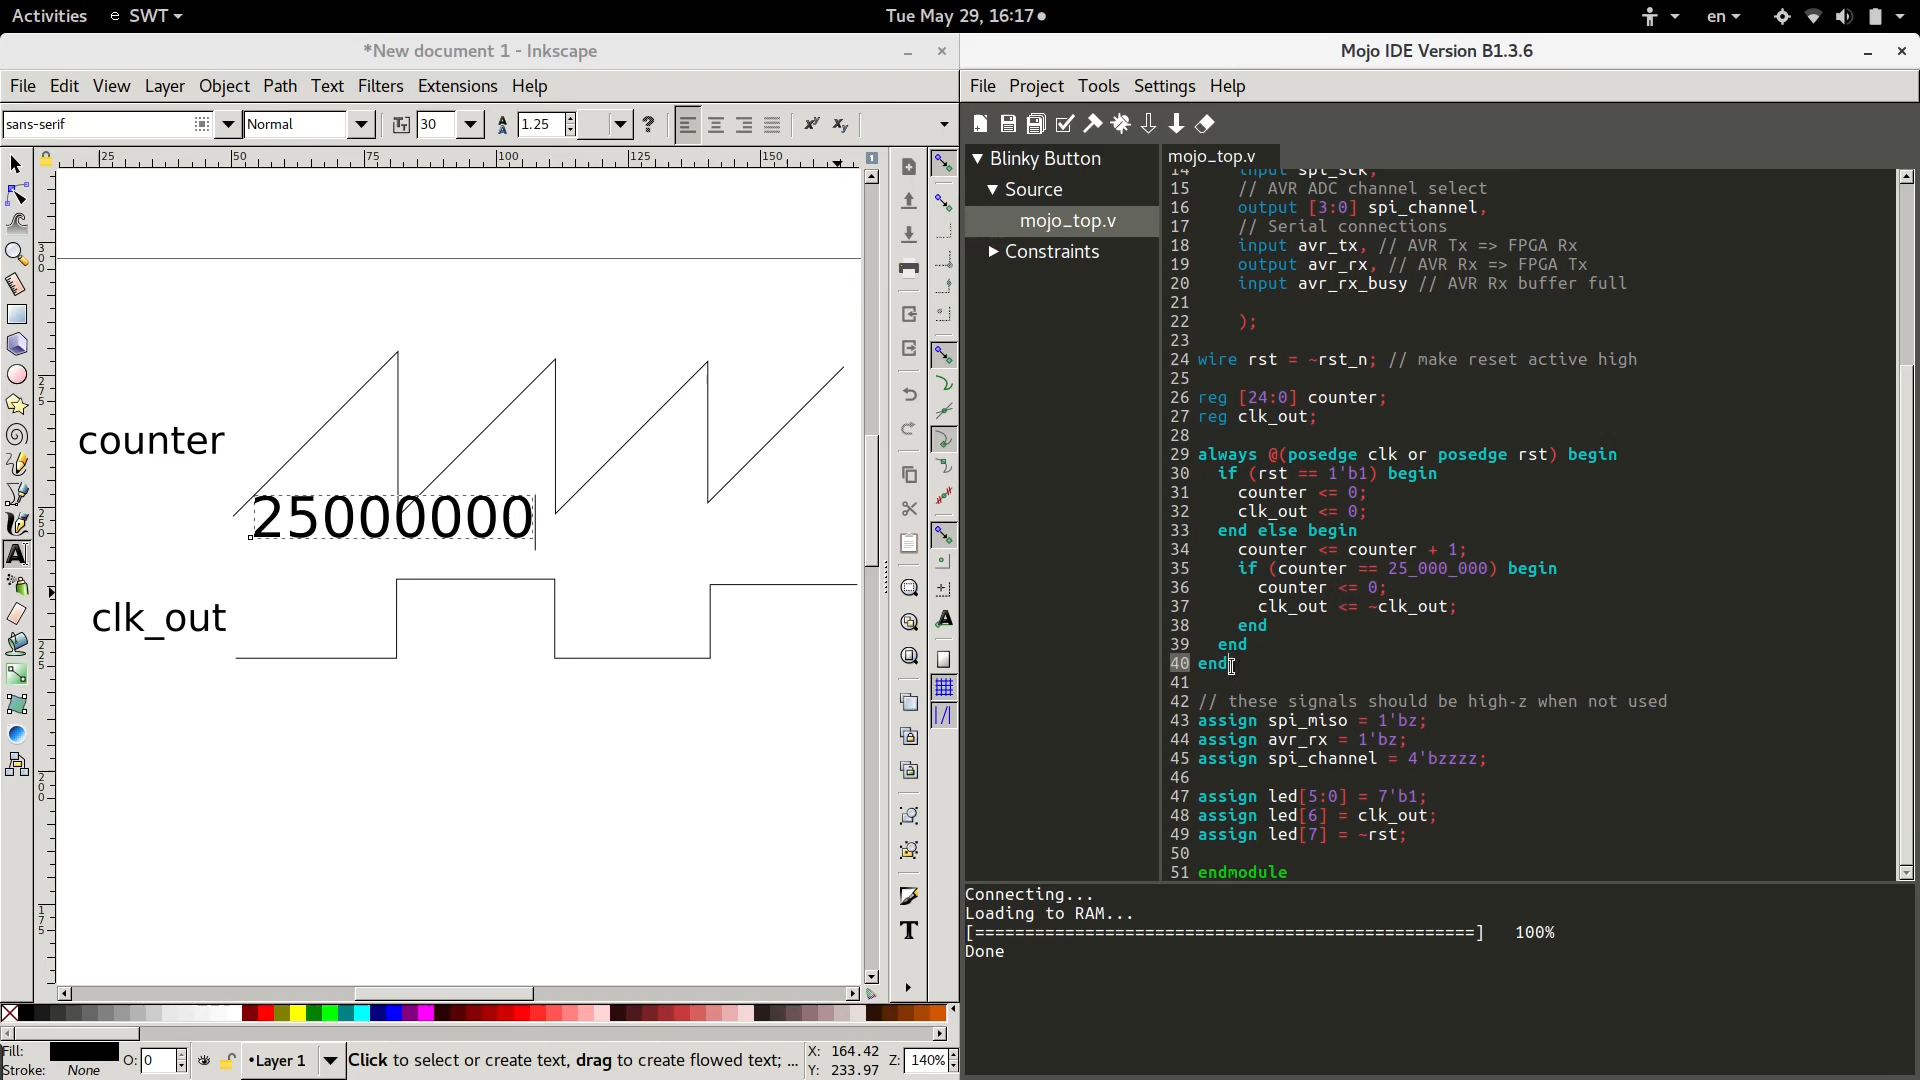 Activities
SWT
Tue May 29, 16:17
en
*New document 1 - Inkscape
File Edit View Layer Object Path Text Filters Extensions Help
sans-serif
Normal
30
1.25
25 50 75 100 125 150
counter
25000000
clk_out
Fill:
Stroke: None
O: 0
Layer 1
Click to select or create text, drag to create flowed text; ...
X: 164.42
Y: 233.97
Z: 140%
Mojo IDE Version B1.3.6
File Project Tools Settings Help
Blinky Button
Source
mojo_top.v
Constraints
mojo_top.v
14 input spi_sck,
15 // AVR ADC channel select
16 output [3:0] spi_channel,
17 // Serial connections
18 input avr_tx, // AVR Tx => FPGA Rx
19 output avr_rx, // AVR Rx => FPGA Tx
20 input avr_rx_busy // AVR Rx buffer full
21
22 );
23
24 wire rst = ~rst_n; // make reset active high
25
26 reg [24:0] counter;
27 reg clk_out;
28
29 always @(posedge clk or posedge rst) begin
30 if (rst == 1'b1) begin
31 counter <= 0;
32 clk_out <= 0;
33 end else begin
34 counter <= counter + 1;
35 if (counter == 25_000_000) begin
36 counter <= 0;
37 clk_out <= ~clk_out;
38 end
39 end
40 end
41
42 // these signals should be high-z when not used
43 assign spi_miso = 1'bz;
44 assign avr_rx = 1'bz;
45 assign spi_channel = 4'bzzzz;
46
47 assign led[5:0] = 7'b1;
48 assign led[6] = clk_out;
49 assign led[7] = ~rst;
50
51 endmodule
Connecting...
Loading to RAM...
[==================================================] 100%
Done